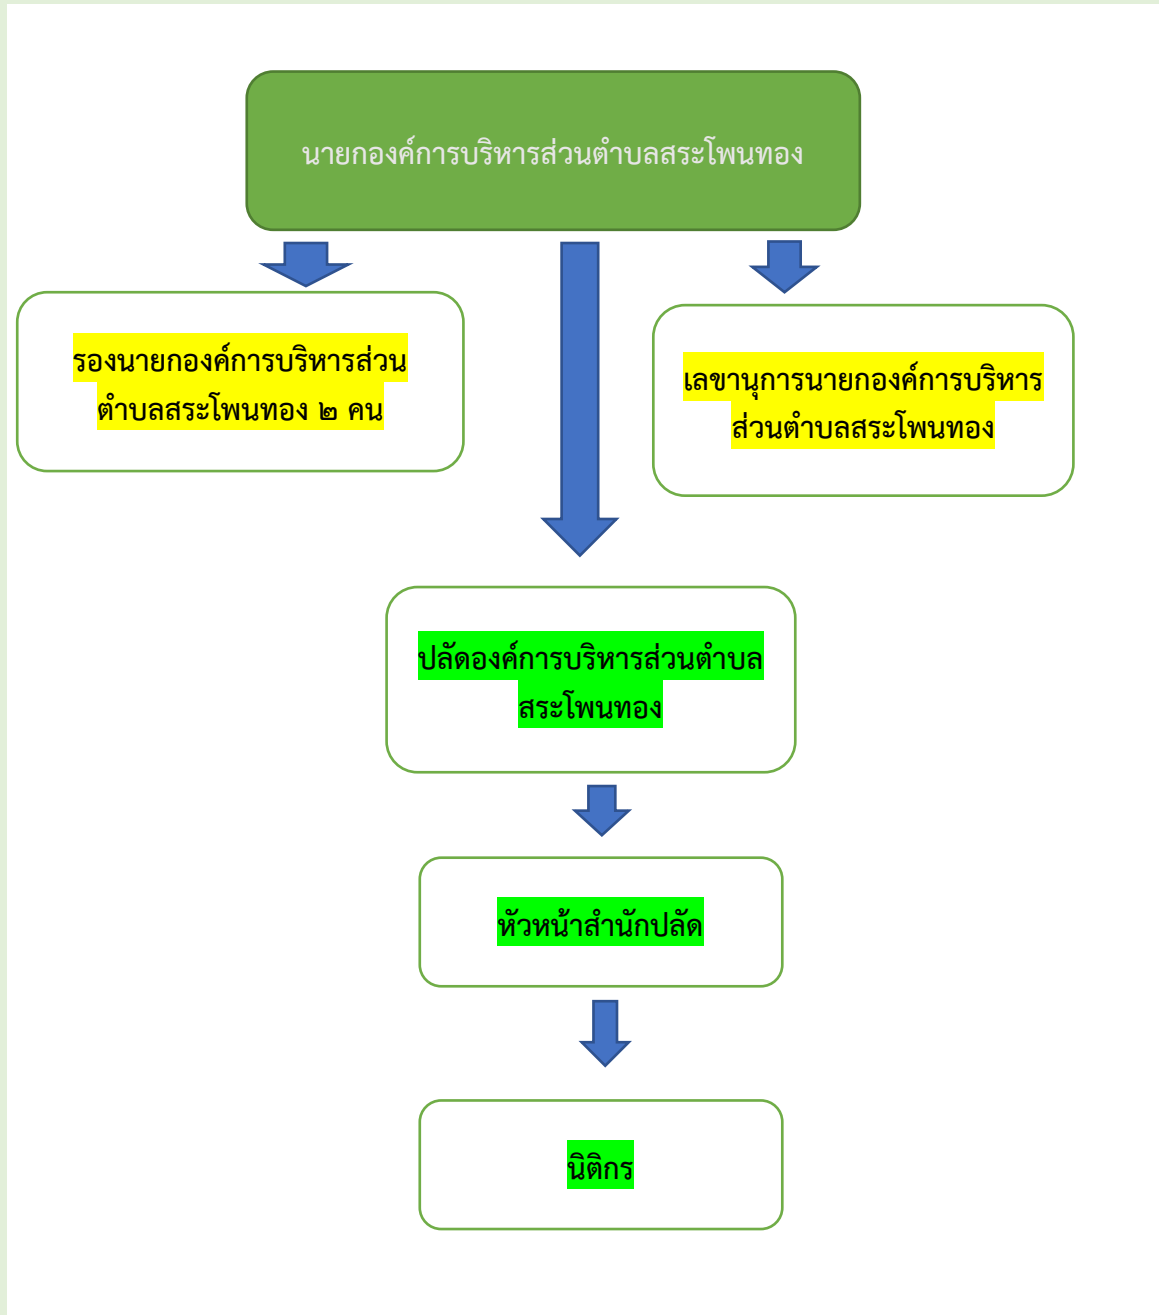 นายกองค์การบริหารส่วนตำบลสระโพนทอง
รองนายกองค์การบริหารส่วน
ตำบลสระโพนทอง ๒ คน
เลขานุการนายกองค์การบริหาร
ส่วนตำบลสระโพนทอง
ปลัดองค์การบริหารส่วนตำบล
สระโพนทอง
หัวหน้าสำนักปลัด
นิติกร